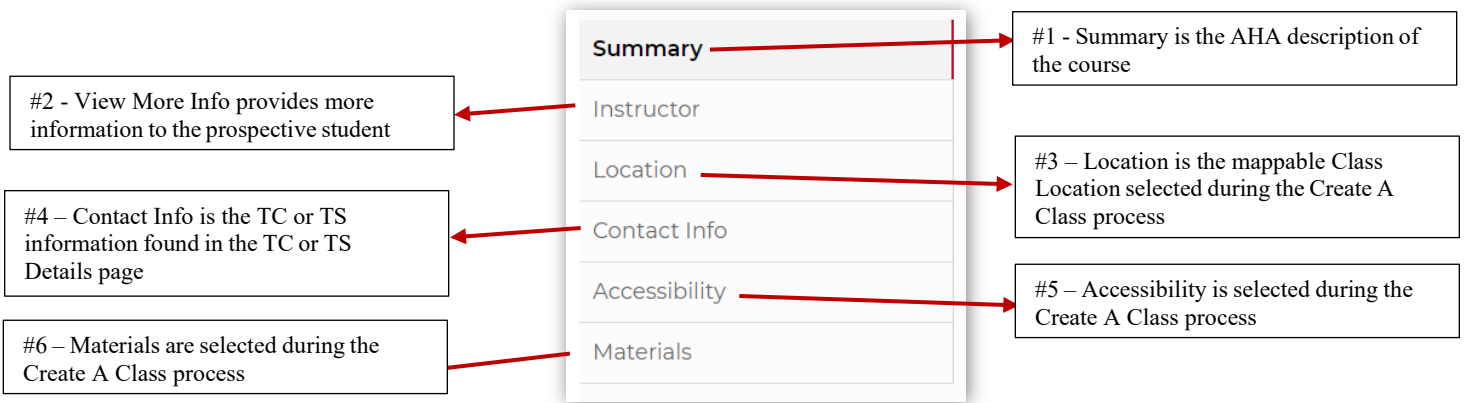 Summary
#1 - Summary is the AHA description of
the course
#2 - View More Info provides more
information to the prospective student
Instructor
Location
#3 – Location is the mappable Class
Location selected during the Create A
Class process
#4 – Contact Info is the TC or TS
information found in the TC or TS
Details page
Contact Info
Accessibility
#5 – Accessibility is selected during the
Create A Class process
#6 – Materials are selected during the
Create A Class process
Materials